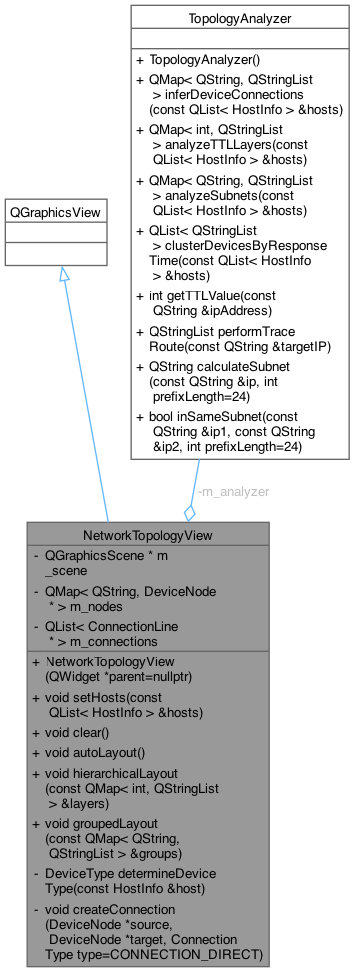 TopologyAnalyzer
+ TopologyAnalyzer()
+ QMap< QString, QStringList
> inferDeviceConnections
(const QList< HostInfo > &hosts)
+ QMap< int, QStringList
> analyzeTTLLayers(const
QList< HostInfo > &hosts)
+ QMap< QString, QStringList
> analyzeSubnets(const
QList< HostInfo > &hosts)
+ QList< QStringList
> clusterDevicesByResponse
Time(const QList< HostInfo
> &hosts)
+ int getTTLValue(const
QString &ipAddress)
+ QStringList performTrace
Route(const QString &targetIP)
+ QString calculateSubnet
(const QString &ip, int
prefixLength=24)
+ bool inSameSubnet(const
QString &ip1, const QString
&ip2, int prefixLength=24)
QGraphicsView
-m_analyzer
NetworkTopologyView
- QGraphicsScene * m
_scene
- QMap< QString, DeviceNode
* > m_nodes
- QList< ConnectionLine
* > m_connections
+ NetworkTopologyView
(QWidget *parent=nullptr)
+ void setHosts(const
QList< HostInfo > &hosts)
+ void clear()
+ void autoLayout()
+ void hierarchicalLayout
(const QMap< int, QStringList
> &layers)
+ void groupedLayout
(const QMap< QString,
QStringList > &groups)
- DeviceType determineDevice
Type(const HostInfo &host)
- void createConnection
(DeviceNode *source,
DeviceNode *target, Connection
Type type=CONNECTION_DIRECT)